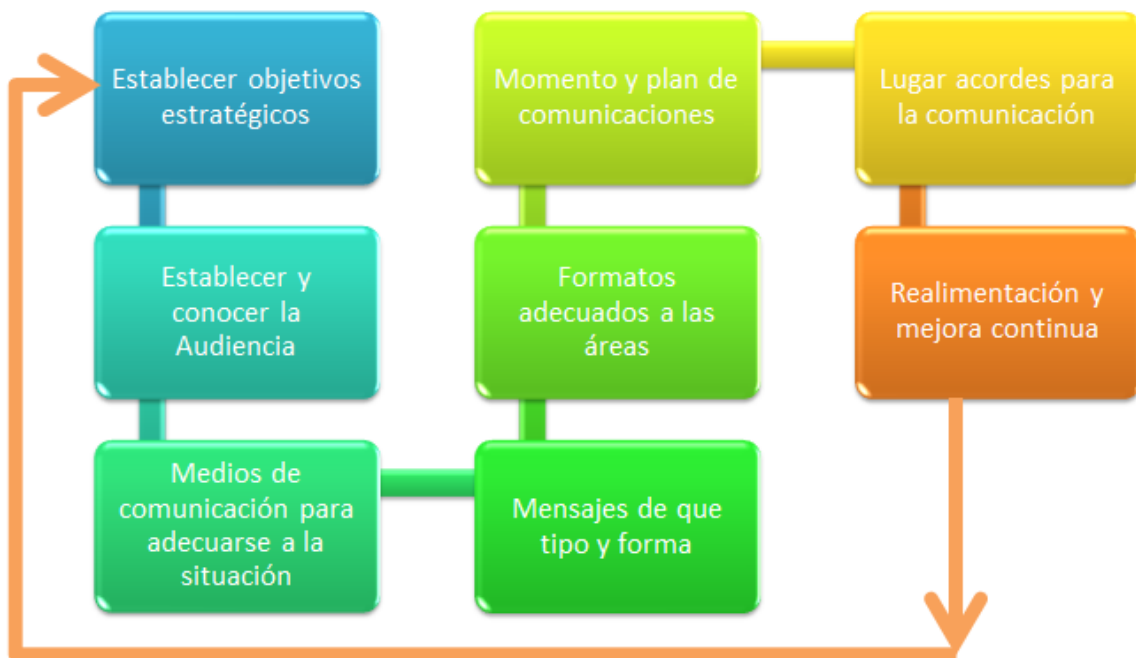 Establecer objetivos
estratégicos
Establecer y
conocer la
Audiencia
Medios de
comunicación para
adecuarse a la
situación
Mensajes de que
tipo y forma
Formatos
adecuados a las
áreas
Momento y plan de
comunicaciones
Lugar acordes para
la comunicación
Realimentación y
mejora continua